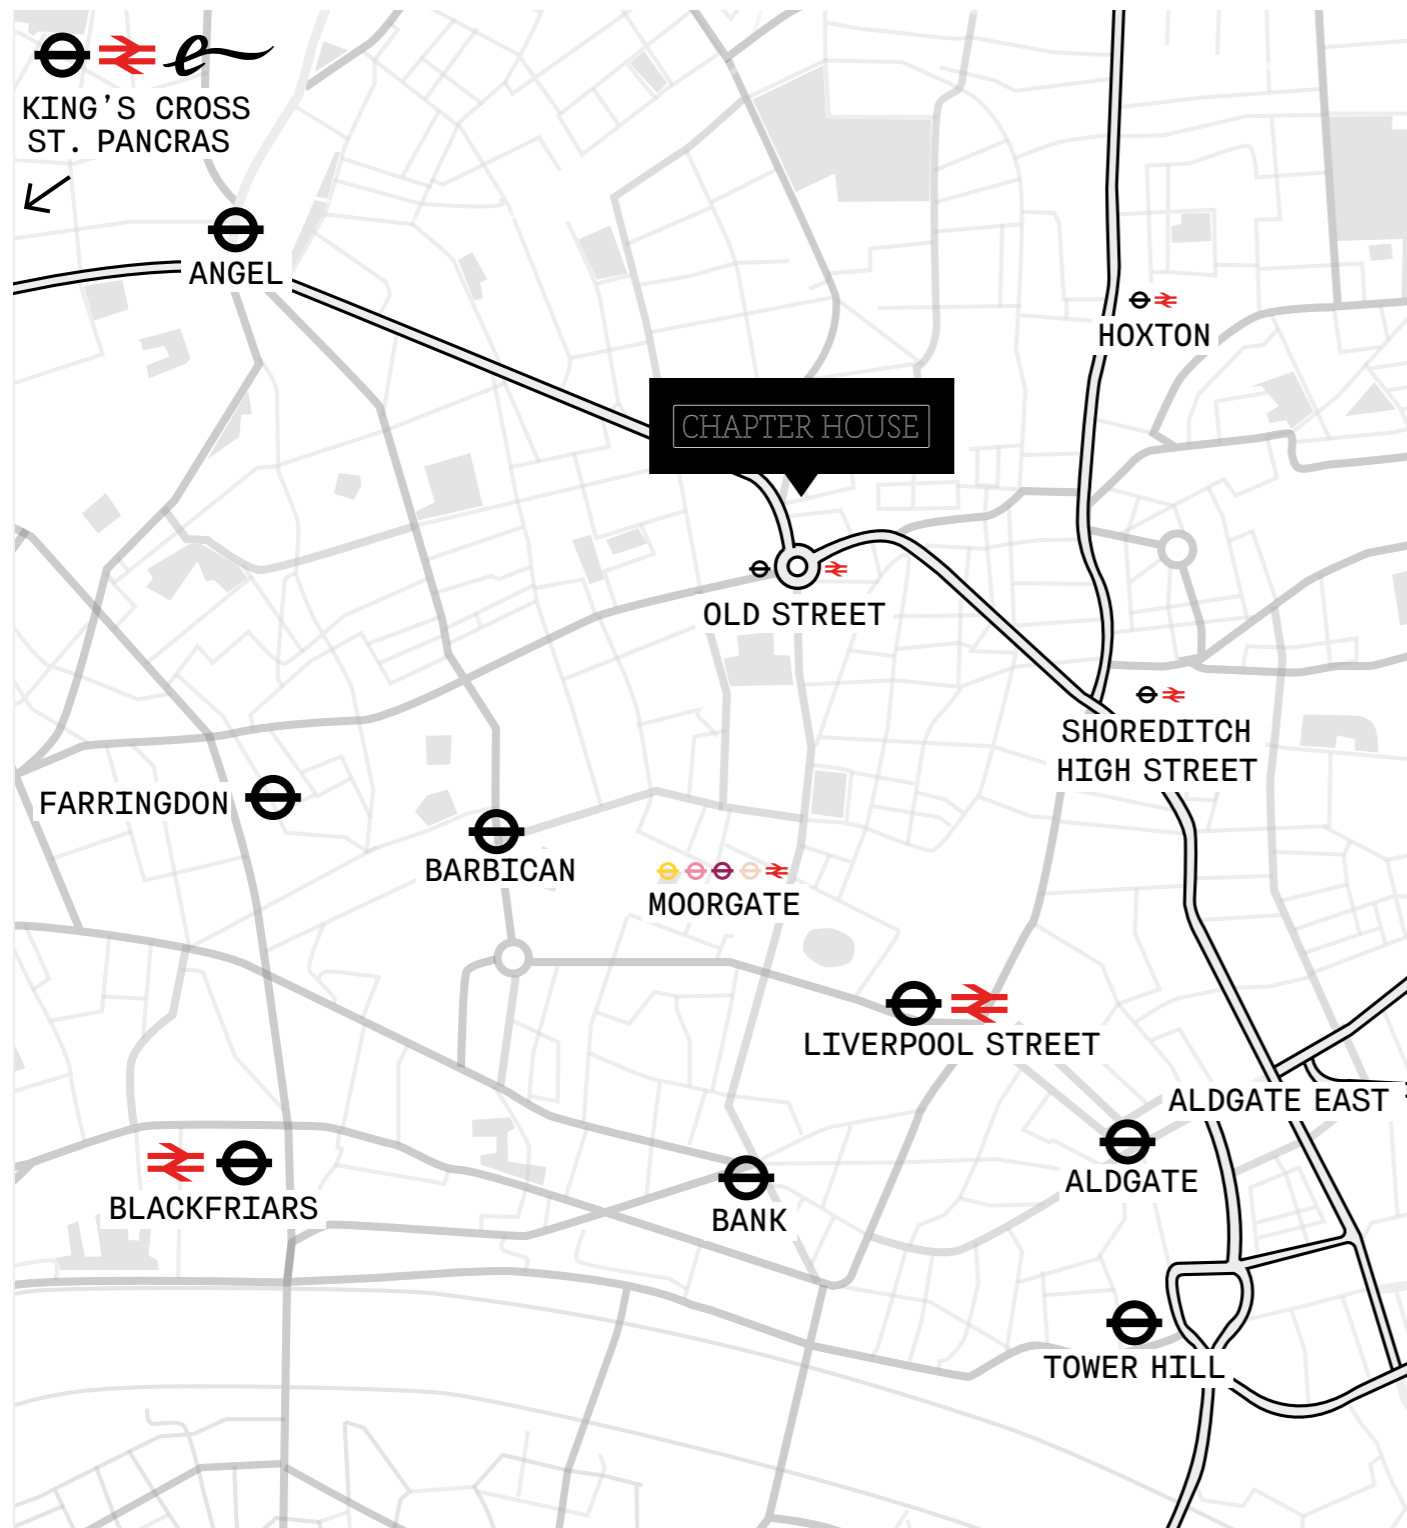 KING'S CROSS
ST. PANCRAS
ANGEL
HOXTON
CHAPTER HOUSE
OLD STREET
SHOREDITCH
HIGH STREET
FARRINGDON
BARBICAN
MOORGATE
LIVERPOOL STREET
ALDGATE EAST
BLACKFRIARS
ALDGATE
BANK
TOWER HILL